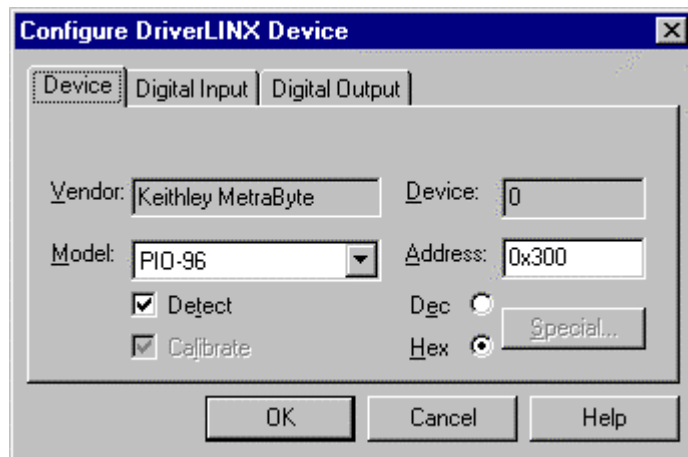 Configure DriverLINX Device
Device Digital Input Digital Output
Vendor: Keithley MetraByte Device: 0
Model: PIO-96 Address: 0x300
Detect Dec
Calibrate Hex Special...
OK Cancel Help